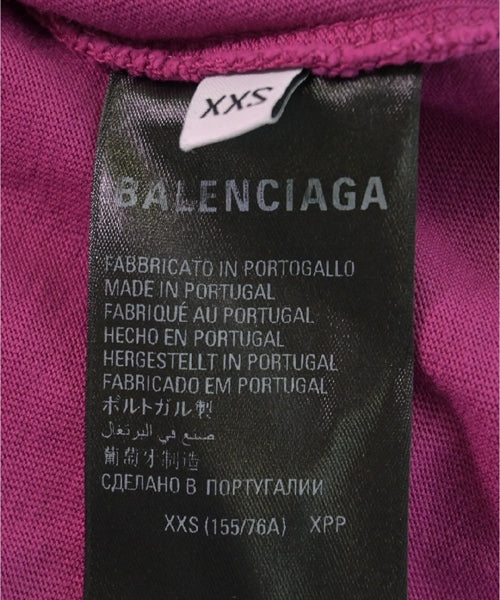 XXS
BALENCIAGA
FABBRICATO IN PORTOGALLO
MADE IN PORTUGAL
FABRIQUÉ AU PORTUGAL
HECHO EN PORTUGAL
HERGESTELLT IN PORTUGAL
FABRICADO EM PORTUGAL
ポルトガル製
صنع في البرتغال
葡萄牙制造
СДЕЛАНО В ПОРТУГАЛИИ
XXS (155/76A) XPP